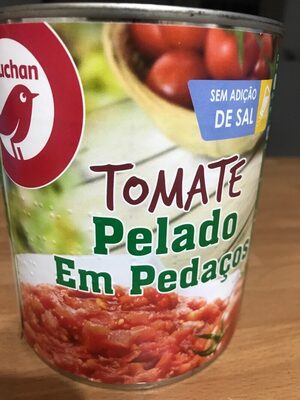 uchan
SEM ADIÇÃO
DE SAL
TOMATE
Pelado
Em Pedaços